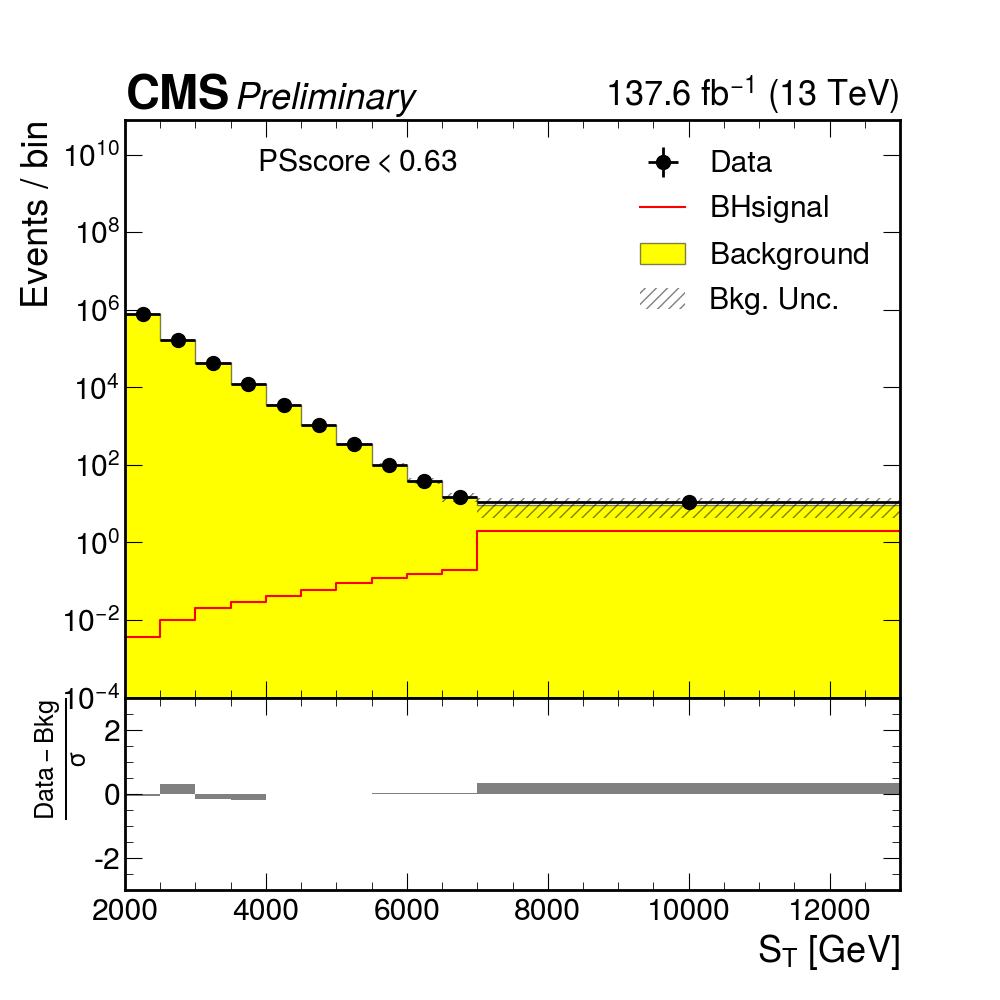 CMS Preliminary 137.6 fb⁻¹ (13 TeV)
Events / bin
PSscore < 0.63
Data
BHsignal
Background
Bkg. Unc.
10¹⁰
10⁸
10⁶
10⁴
10²
10⁰
10⁻²
10⁻⁴
Data – Bkg
σ
2
0
-2
2000 4000 6000 8000 10000 12000
S_T [GeV]